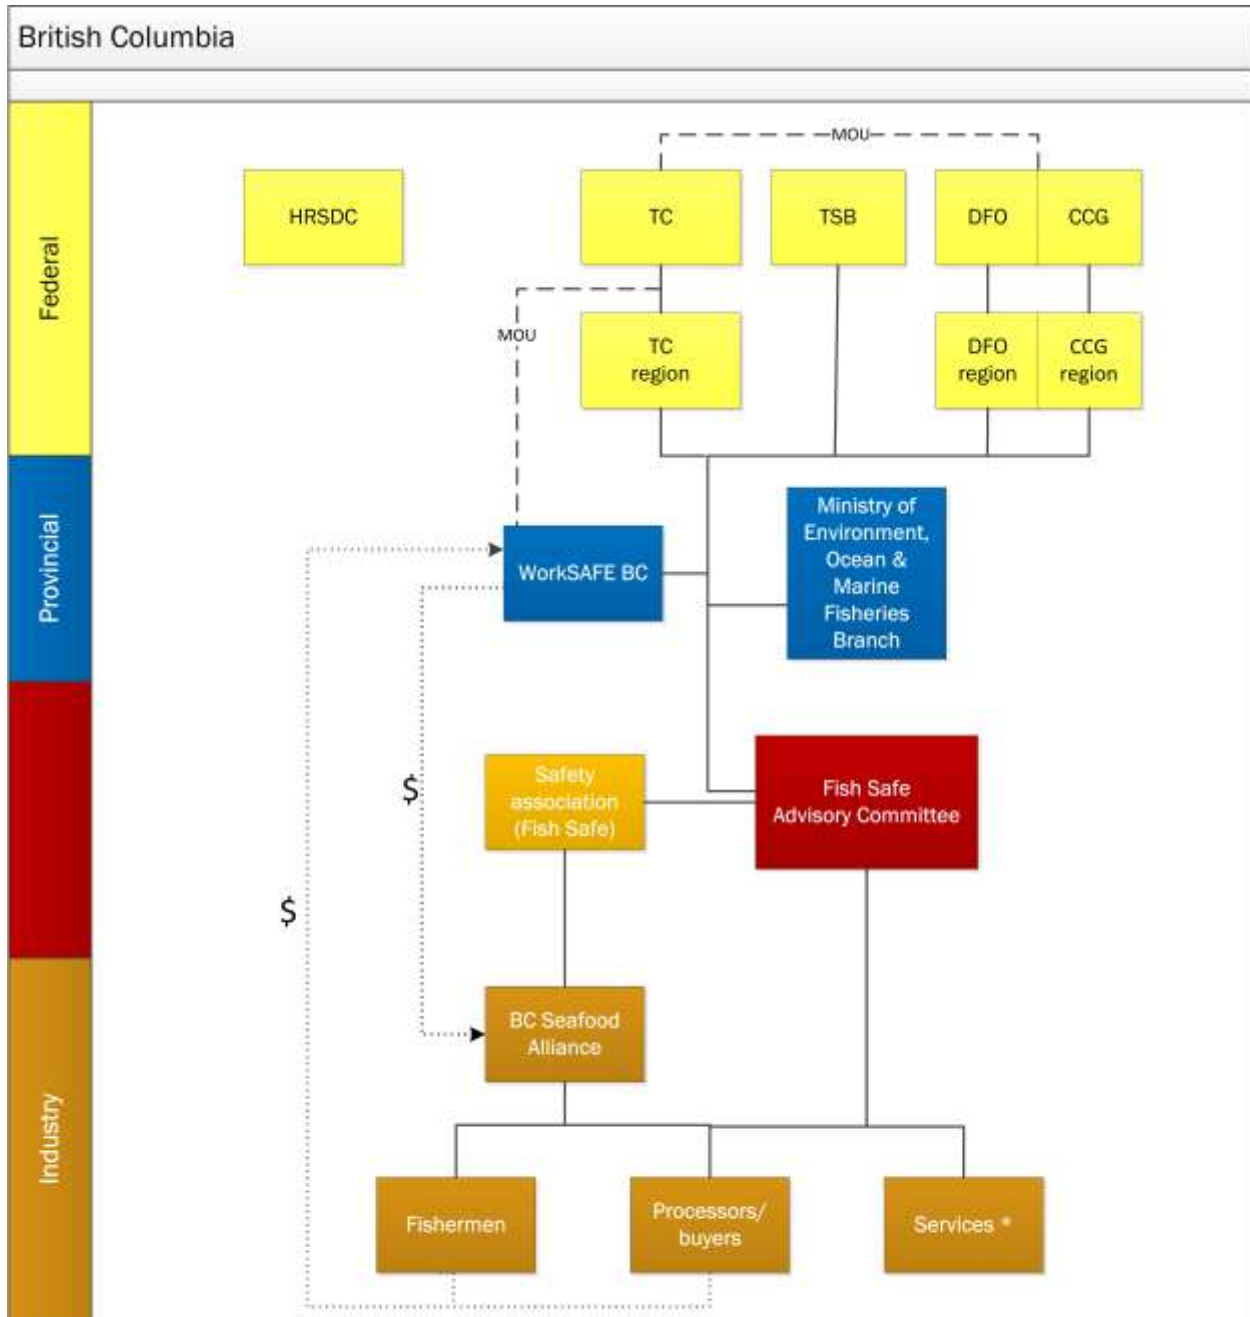 British Columbia
MOU
HRSDC
TC
TSB
DFO
CCG
Federal
MOU
TC
region
DFO
region
CCG
region
Provincial
WorkSAFE BC
Ministry of
Environment,
Ocean &
Marine
Fisheries
Branch
$
Safety
association
(Fish Safe)
Fish Safe
Advisory Committee
$
BC Seafood
Alliance
Industry
Fishermen
Processors/
buyers
Services *